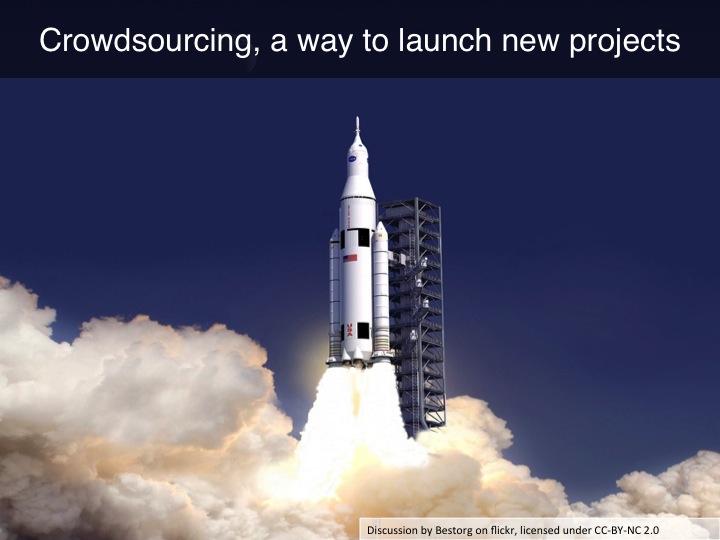 Crowdsourcing, a way to launch new projects
Discussion by Bestorg on flickr, licensed under CC-BY-NC 2.0